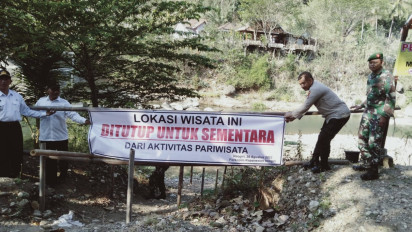 LOKASI WISATA INI
DITUTUP UNTUK SEMENTARA
DARI AKTIVITAS PARIWISATA